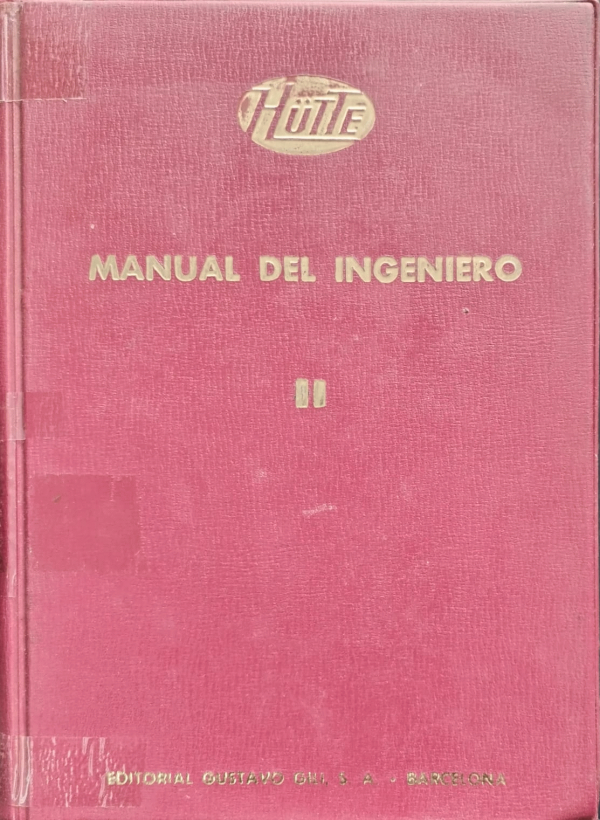 HÜTTE
MANUAL DEL INGENIERO
II
EDITORIAL GUSTAVO GILI, S. A. - BARCELONA